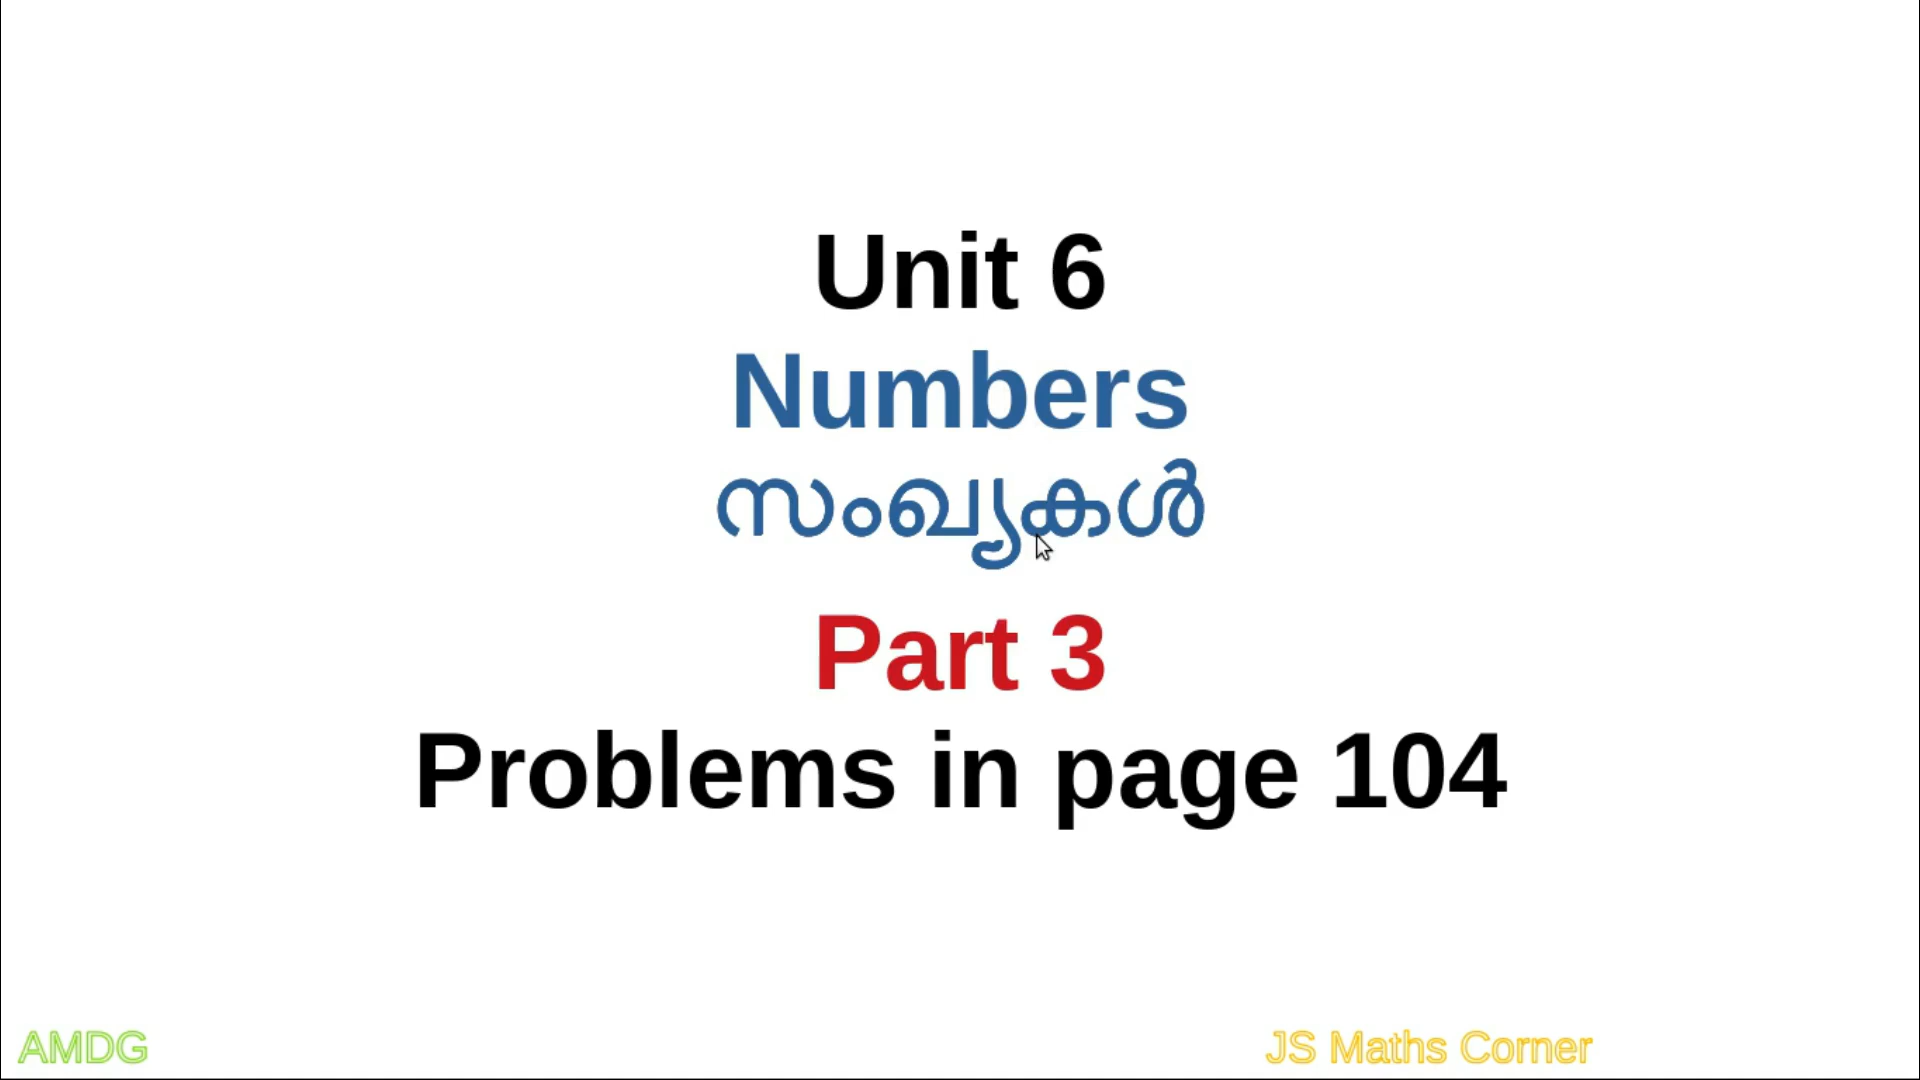 Unit 6
Numbers
സംഖ്യകൾ
Part 3
Problems in page 104
AMDG
JS Maths Corner